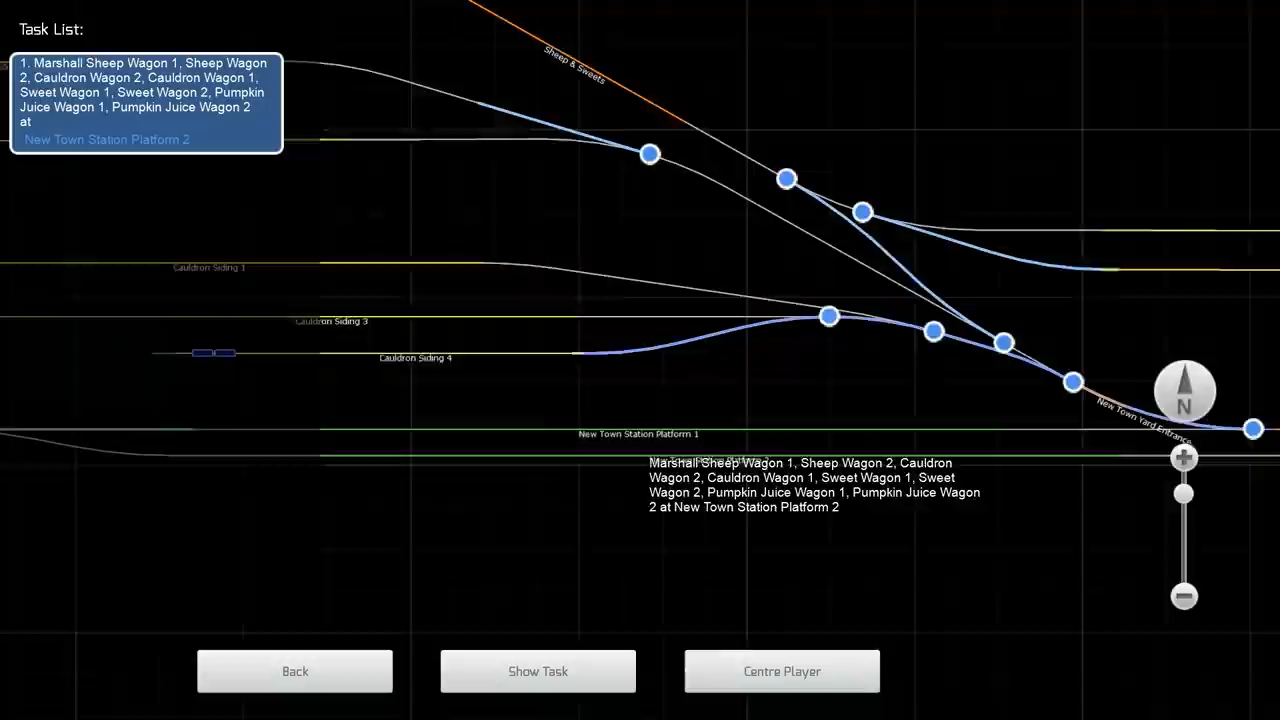 Task List:
1. Marshall Sheep Wagon 1, Sheep Wagon
2, Cauldron Wagon 2, Cauldron Wagon 1,
Sweet Wagon 1, Sweet Wagon 2, Pumpkin
Juice Wagon 1, Pumpkin Juice Wagon 2
at
New Town Station Platform 2
Sheep & Sweets
Cauldron Siding 1
Cauldron Siding 3
Cauldron Siding 4
New Town Yard Entrance
N
New Town Station Platform 1
Marshall Sheep Wagon 1, Sheep Wagon 2, Cauldron
Wagon 2, Cauldron Wagon 1, Sweet Wagon 1, Sweet
Wagon 2, Pumpkin Juice Wagon 1, Pumpkin Juice Wagon
2 at New Town Station Platform 2
Back
Show Task
Centre Player